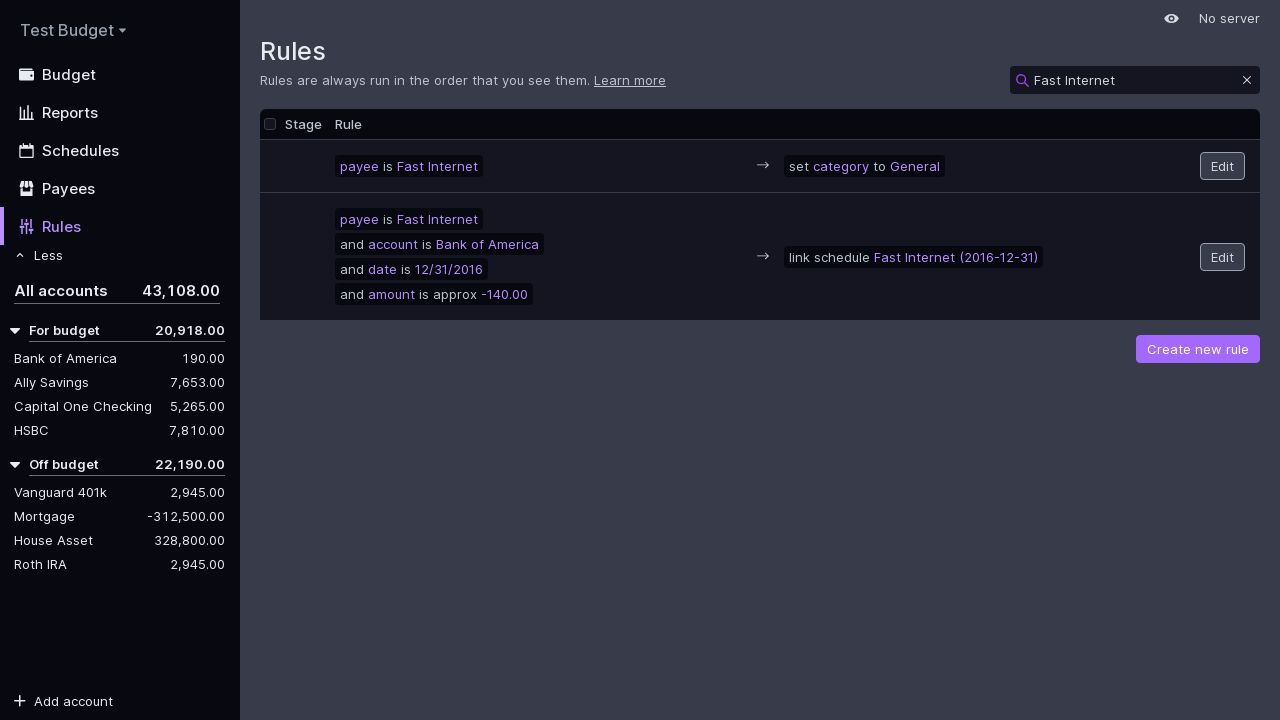 Test Budget
Budget
Reports
Schedules
Payees
Rules
Less
All accounts 43,108.00
For budget 20,918.00
Bank of America 190.00
Ally Savings 7,653.00
Capital One Checking 5,265.00
HSBC 7,810.00
Off budget 22,190.00
Vanguard 401k 2,945.00
Mortgage -312,500.00
House Asset 328,800.00
Roth IRA 2,945.00
Add account
No server
Rules
Rules are always run in the order that you see them. Learn more
Fast Internet
Stage Rule
payee is Fast Internet → set category to General Edit
payee is Fast Internet
and account is Bank of America
and date is 12/31/2016
and amount is approx -140.00
→ link schedule Fast Internet (2016-12-31) Edit
Create new rule